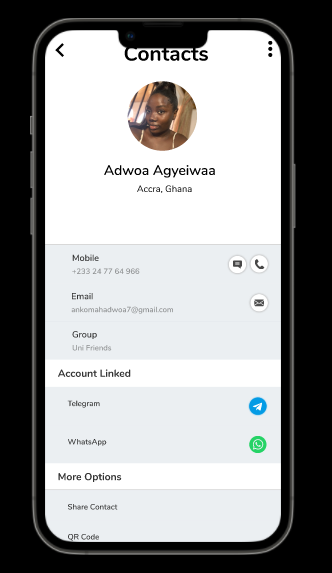 Contacts
Adwoa Agyeiwaa
Accra, Ghana
Mobile
+233 24 77 64 966
Email
ankomahadwoa7@gmail.com
Group
Uni Friends
Account Linked
Telegram
WhatsApp
More Options
Share Contact
QR Code